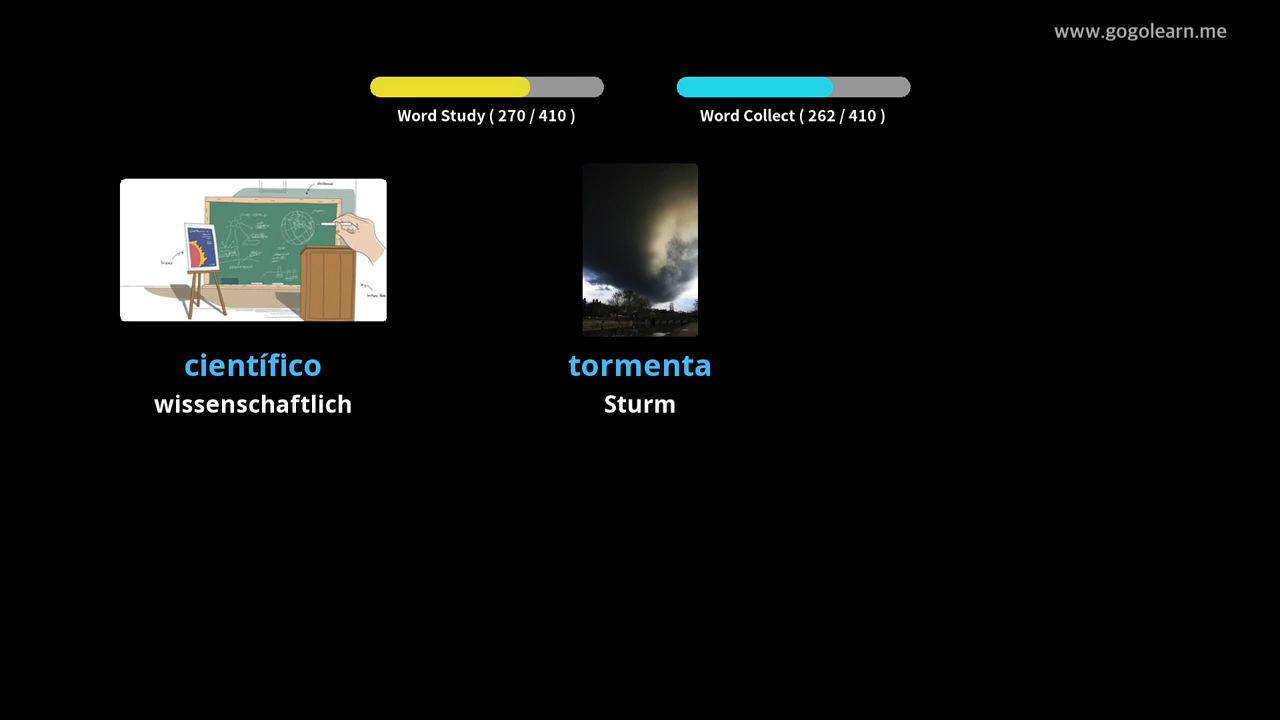 www.gogolearn.me
Word Study ( 270 / 410 )
Word Collect ( 262 / 410 )
científico
tormenta
wissenschaftlich
Sturm